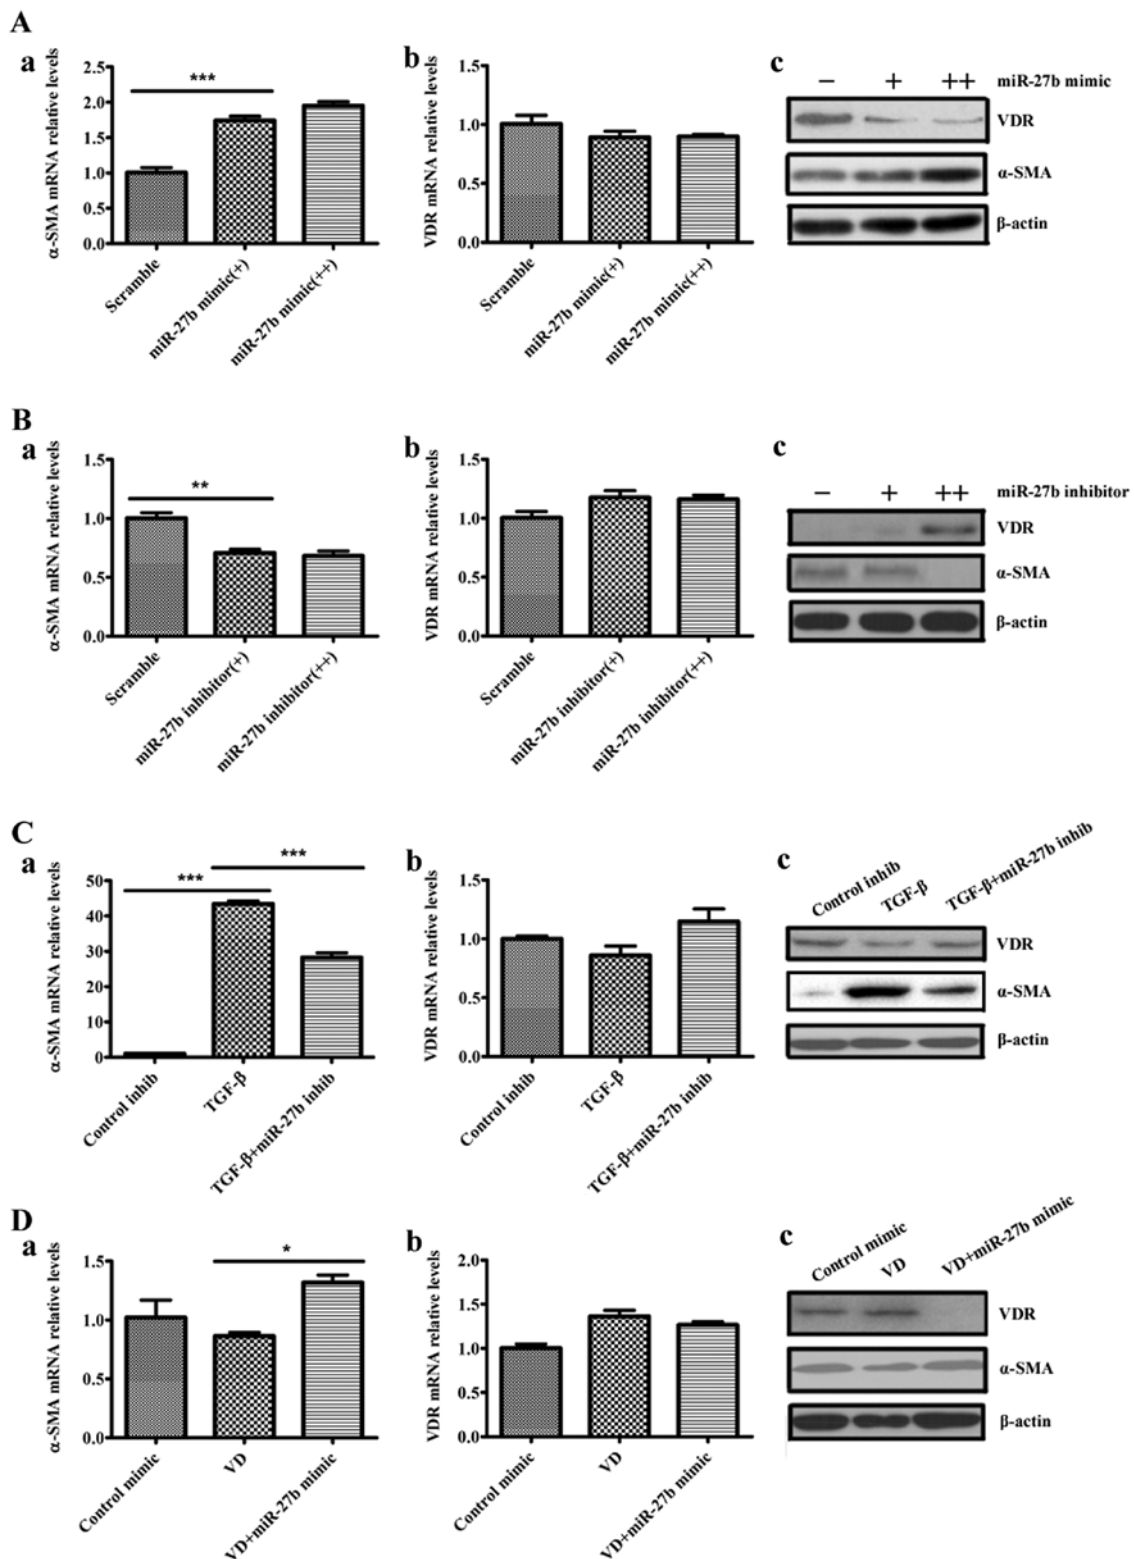 A
a
α-SMA mRNA relative levels
2.5
2.0
1.5
1.0
0.5
0.0
***
Scramble
miR-27b mimic(+)
miR-27b mimic(++)
b
VDR mRNA relative levels
1.5
1.0
0.5
0.0
Scramble
miR-27b mimic(+)
miR-27b mimic(++)
c
− + ++ miR-27b mimic
VDR
α-SMA
β-actin
B
a
α-SMA mRNA relative levels
1.5
1.0
0.5
0.0
**
Scramble
miR-27b inhibitor(+)
miR-27b inhibitor(++)
b
VDR mRNA relative levels
1.5
1.0
0.5
0.0
Scramble
miR-27b inhibitor(+)
miR-27b inhibitor(++)
c
− + ++ miR-27b inhibitor
VDR
α-SMA
β-actin
C
a
α-SMA mRNA relative levels
50
40
30
20
10
0
***
***
Control inhib
TGF-β
TGF-β+miR-27b inhib
b
VDR mRNA relative levels
1.5
1.0
0.5
0.0
Control inhib
TGF-β
TGF-β+miR-27b inhib
c
Control inhib
TGF-β
TGF-β+miR-27b inhib
VDR
α-SMA
β-actin
D
a
α-SMA mRNA relative levels
1.5
1.0
0.5
0.0
*
Control mimic
VD
VD+miR-27b mimic
b
VDR mRNA relative levels
2.0
1.5
1.0
0.5
0.0
Control mimic
VD
VD+miR-27b mimic
c
Control mimic
VD
VD+miR-27b mimic
VDR
α-SMA
β-actin